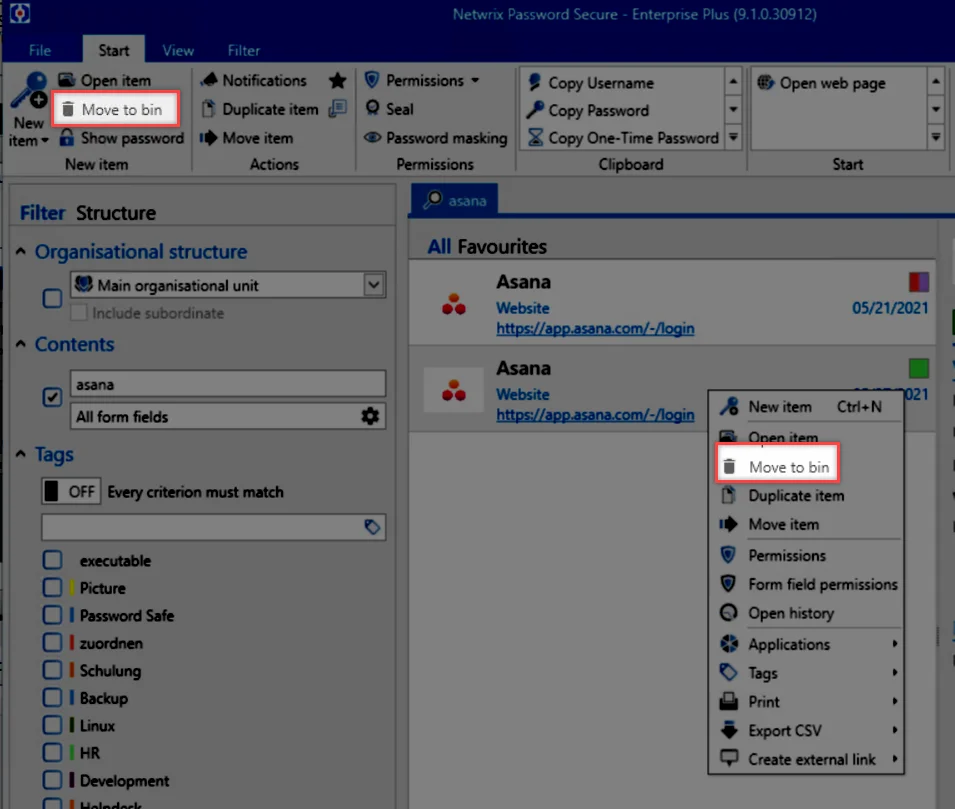 Netwrix Password Secure - Enterprise Plus (9.1.0.30912)
File Start View Filter
New item
Open item
Move to bin
Show password
New item
Notifications
Duplicate item
Move item
Actions
Permissions
Seal
Password masking
Permissions
Copy Username
Copy Password
Copy One-Time Password
Clipboard
Open web page
Start
Filter Structure
Organisational structure
Main organisational unit
Include subordinate
Contents
asana
All form fields
Tags
OFF Every criterion must match
executable
Picture
Password Safe
zuordnen
Schulung
Backup
Linux
HR
Development
Helpdesk
asana
All Favourites
Asana
Website 05/21/2021
https://app.asana.com/-/login
Asana
Website
https://app.asana.com/-/login
New item Ctrl+N
Open item
Move to bin
Duplicate item
Move item
Permissions
Form field permissions
Open history
Applications
Tags
Print
Export CSV
Create external link